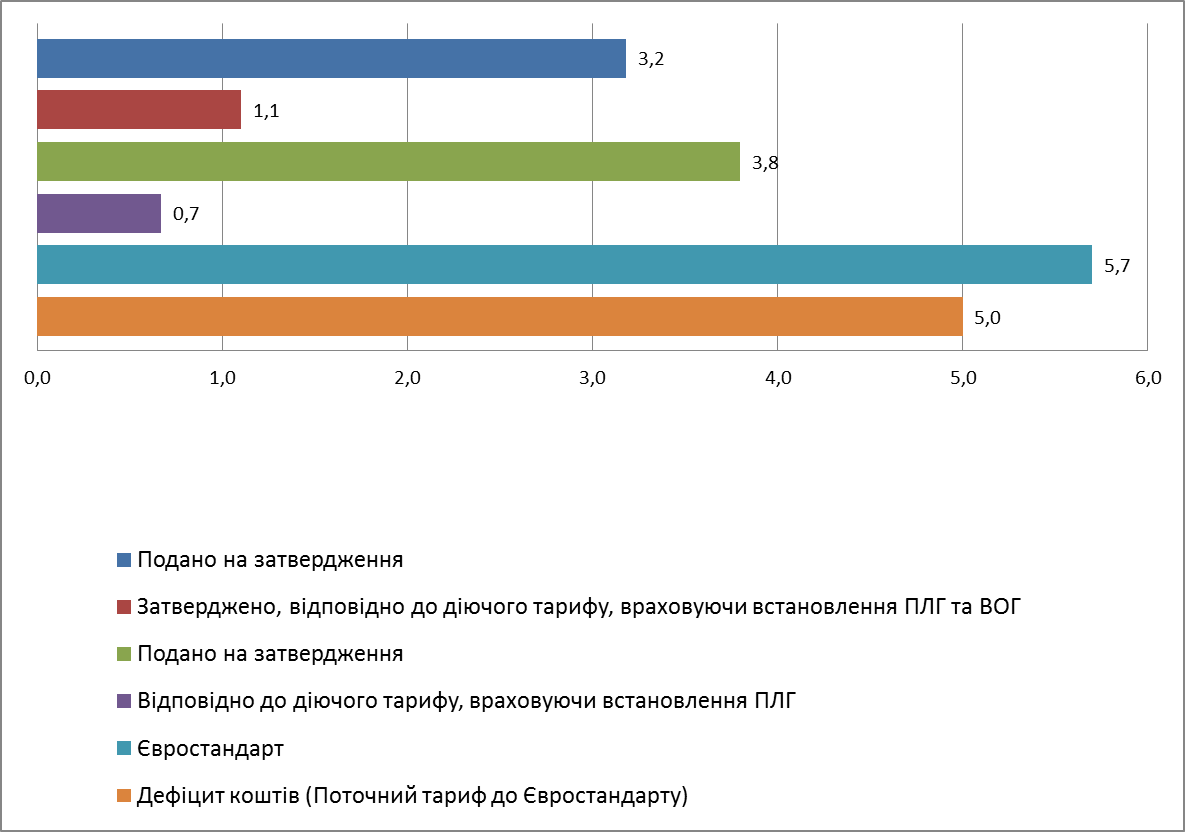 3,2
1,1
3,8
0,7
5,7
5,0
0,0 1,0 2,0 3,0 4,0 5,0 6,0
Подано на затвердження
Затверджено, відповідно до діючого тарифу, враховуючи встановлення ПЛГ та ВОГ
Подано на затвердження
Відповідно до діючого тарифу, враховуючи встановлення ПЛГ
Євростандарт
Дефіцит коштів (Поточний тариф до Євростандарту)